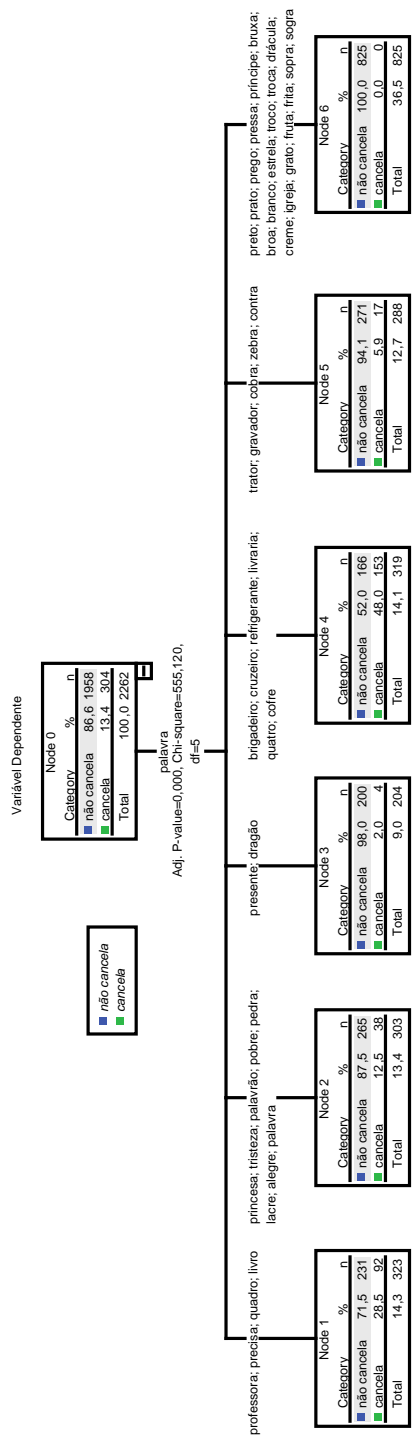 Variável Dependente
não cancela
cancela
Node 0
Category % n
não cancela 86,6 1958
cancela 13,4 304
Total 100,0 2262
palavra
Adj. P-value=0,000, Chi-square=555,120,
df=5
professora; precisa; quadro; livro
Node 1
Category % n
não cancela 71,5 231
cancela 28,5 92
Total 14,3 323
princesa; tristeza; palavrão; pobre; pedra;
lacre; alegre; palavra
Node 2
Category % n
não cancela 87,5 265
cancela 12,5 38
Total 13,4 303
presente; dragão
Node 3
Category % n
não cancela 98,0 200
cancela 2,0 4
Total 9,0 204
brigadeiro; cruzeiro; refrigerante; livraria;
quatro; cofre
Node 4
Category % n
não cancela 52,0 166
cancela 48,0 153
Total 14,1 319
trator; gravador; cobra; zebra; contra
Node 5
Category % n
não cancela 94,1 271
cancela 5,9 17
Total 12,7 288
preto; prato; prego; pressa; príncipe; bruxa;
broa; branco; estrela; troco; troca; drácula;
creme; igreja; grato; fruta; frita; sopra; sogra
Node 6
Category % n
não cancela 100,0 825
cancela 0,0 0
Total 36,5 825